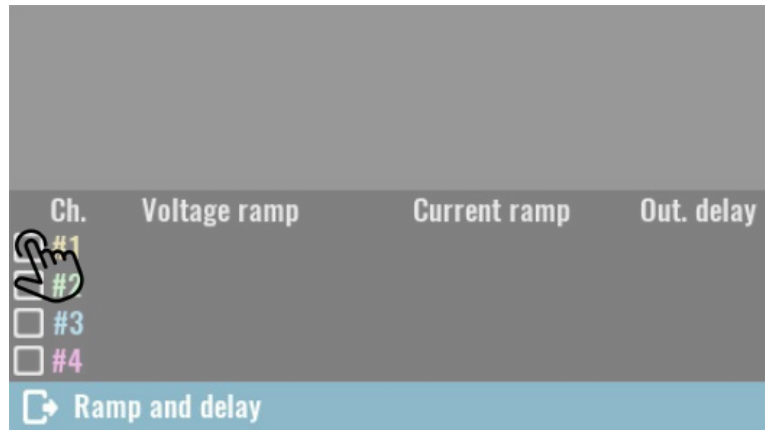 Ch. Voltage ramp Current ramp Out. delay
#1
#2
#3
#4
Ramp and delay